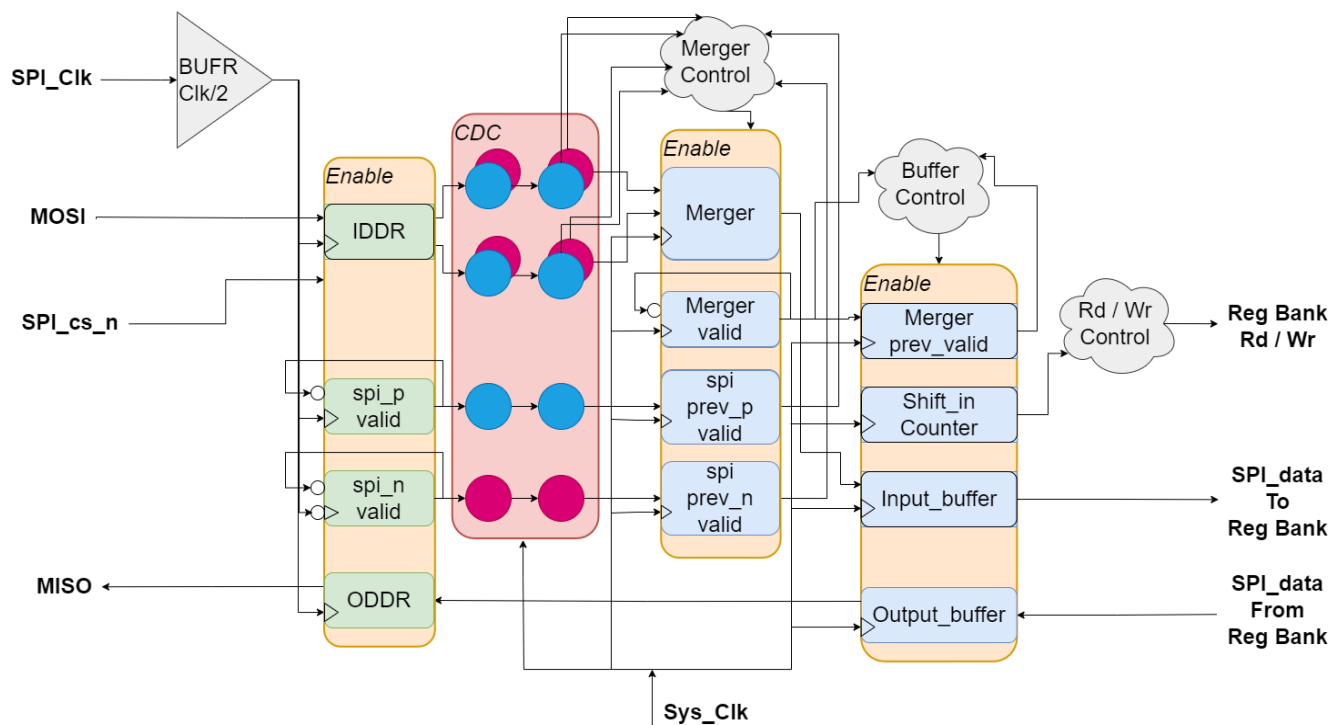 SPI_Clk
BUFR
Clk/2
MOSI
SPI_cs_n
MISO
Enable
IDDR
spi_p
valid
spi_n
valid
ODDR
CDC
Merger
Control
Enable
Merger
Merger
valid
spi
prev_p
valid
spi
prev_n
valid
Buffer
Control
Enable
Merger
prev_valid
Shift_in
Counter
Input_buffer
Output_buffer
Rd / Wr
Control
Reg Bank
Rd / Wr
SPI_data
To
Reg Bank
SPI_data
From
Reg Bank
Sys_Clk